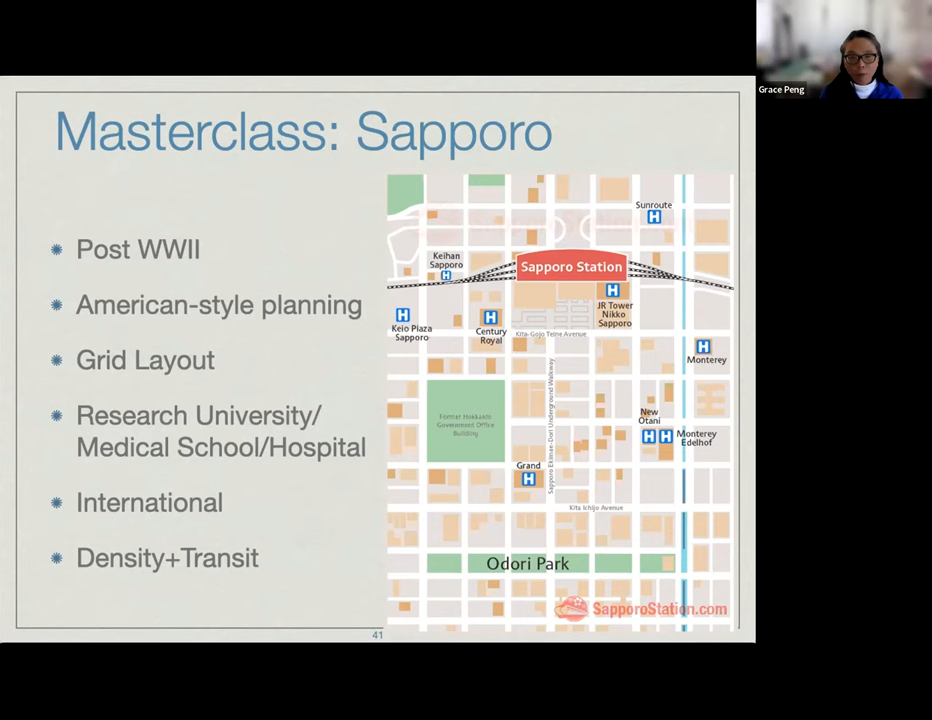 Masterclass: Sapporo
Post WWII
American-style planning
Grid Layout
Research University/
Medical School/Hospital
International
Density+Transit
Sunroute
H
Keihan
Sapporo
H
Sapporo Station
H
JR Tower
Nikko
Sapporo
H
Keio Plaza
Sapporo
H
Century
Royal
Kita-Gojo Teine Avenue
H
Monterey
Sapporo Ekimae-Dori Underground Walkway
Former Hokkaido
Government Office
Building
New
Otani
H H
Monterey
Edelhof
Grand
H
Kita Ichijo Avenue
Odori Park
SapporoStation.com
41
Grace Peng